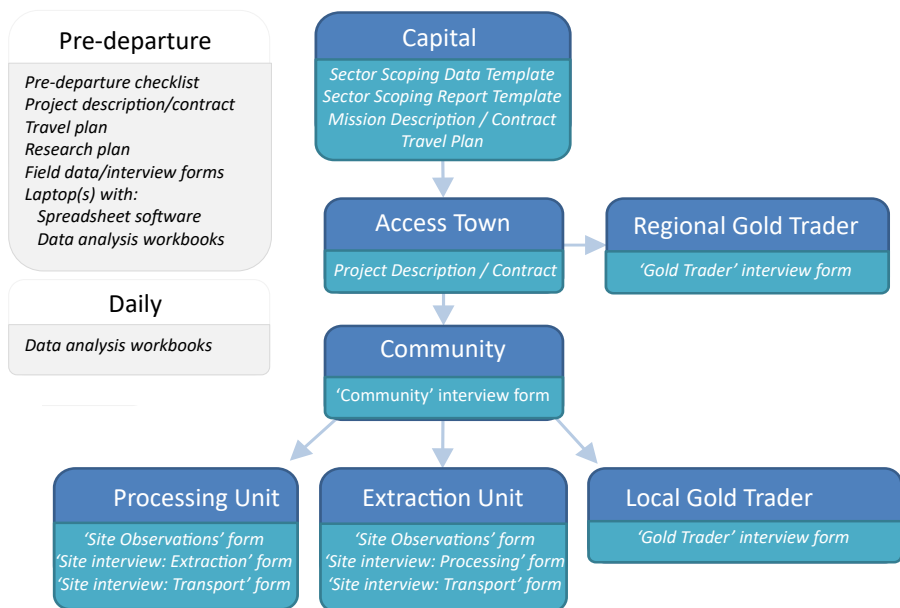 Pre-departure
Pre-departure checklist
Project description/contract
Travel plan
Research plan
Field data/interview forms
Laptop(s) with:
Spreadsheet software
Data analysis workbooks
Daily
Data analysis workbooks
Capital
Sector Scoping Data Template
Sector Scoping Report Template
Mission Description / Contract
Travel Plan
Access Town
Project Description / Contract
Regional Gold Trader
‘Gold Trader’ interview form
Community
‘Community’ interview form
Processing Unit
‘Site Observations’ form
‘Site interview: Extraction’ form
‘Site interview: Transport’ form
Extraction Unit
‘Site Observations’ form
‘Site interview: Processing’ form
‘Site interview: Transport’ form
Local Gold Trader
‘Gold Trader’ interview form